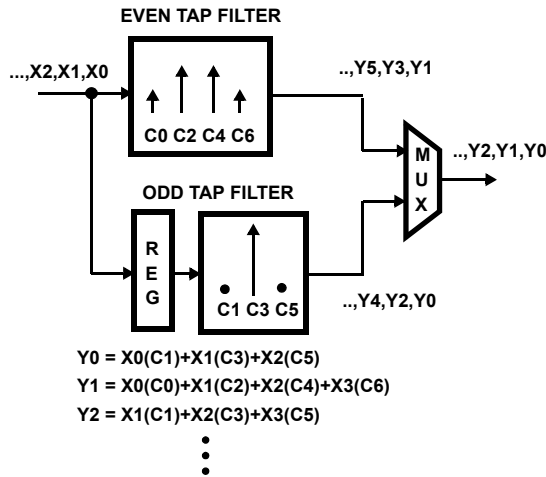 EVEN TAP FILTER
...,X2,X1,X0
C0 C2 C4 C6
..,Y5,Y3,Y1
MUX
..,Y2,Y1,Y0
ODD TAP FILTER
REG
C1 C3 C5
..,Y4,Y2,Y0
Y0 = X0(C1)+X1(C3)+X2(C5)
Y1 = X0(C0)+X1(C2)+X2(C4)+X3(C6)
Y2 = X1(C1)+X2(C3)+X3(C5)